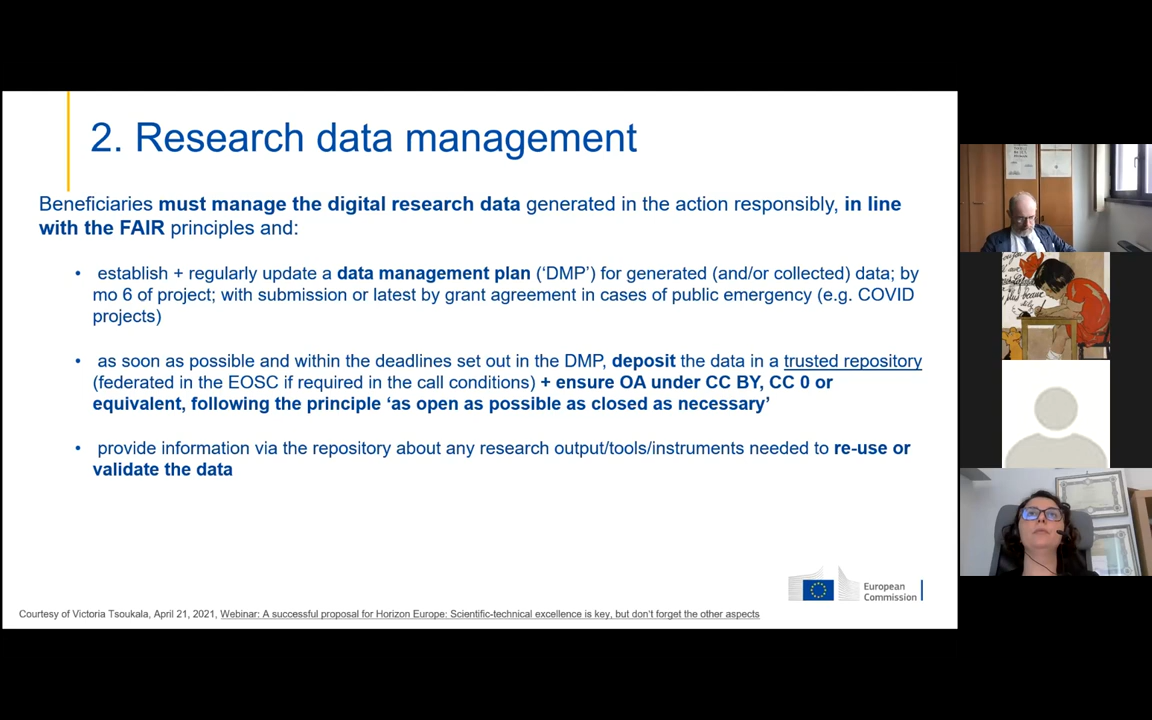 2. Research data management
Beneficiaries must manage the digital research data generated in the action responsibly, in line
with the FAIR principles and:
• establish + regularly update a data management plan (‘DMP’) for generated (and/or collected) data; by
mo 6 of project; with submission or latest by grant agreement in cases of public emergency (e.g. COVID
projects)
• as soon as possible and within the deadlines set out in the DMP, deposit the data in a trusted repository
(federated in the EOSC if required in the call conditions) + ensure OA under CC BY, CC 0 or
equivalent, following the principle ‘as open as possible as closed as necessary’
• provide information via the repository about any research output/tools/instruments needed to re-use or
validate the data
European
Commission
Courtesy of Victoria Tsoukala, April 21, 2021, Webinar: A successful proposal for Horizon Europe: Scientific-technical excellence is key, but don't forget the other aspects